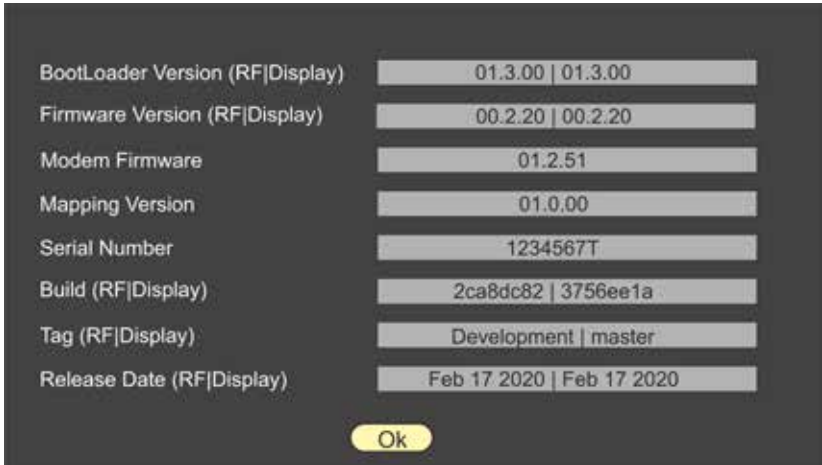 BootLoader Version (RF|Display) 01.3.00 | 01.3.00
Firmware Version (RF|Display) 00.2.20 | 00.2.20
Modem Firmware 01.2.51
Mapping Version 01.0.00
Serial Number 1234567T
Build (RF|Display) 2ca8dc82 | 3756ee1a
Tag (RF|Display) Development | master
Release Date (RF|Display) Feb 17 2020 | Feb 17 2020
Ok